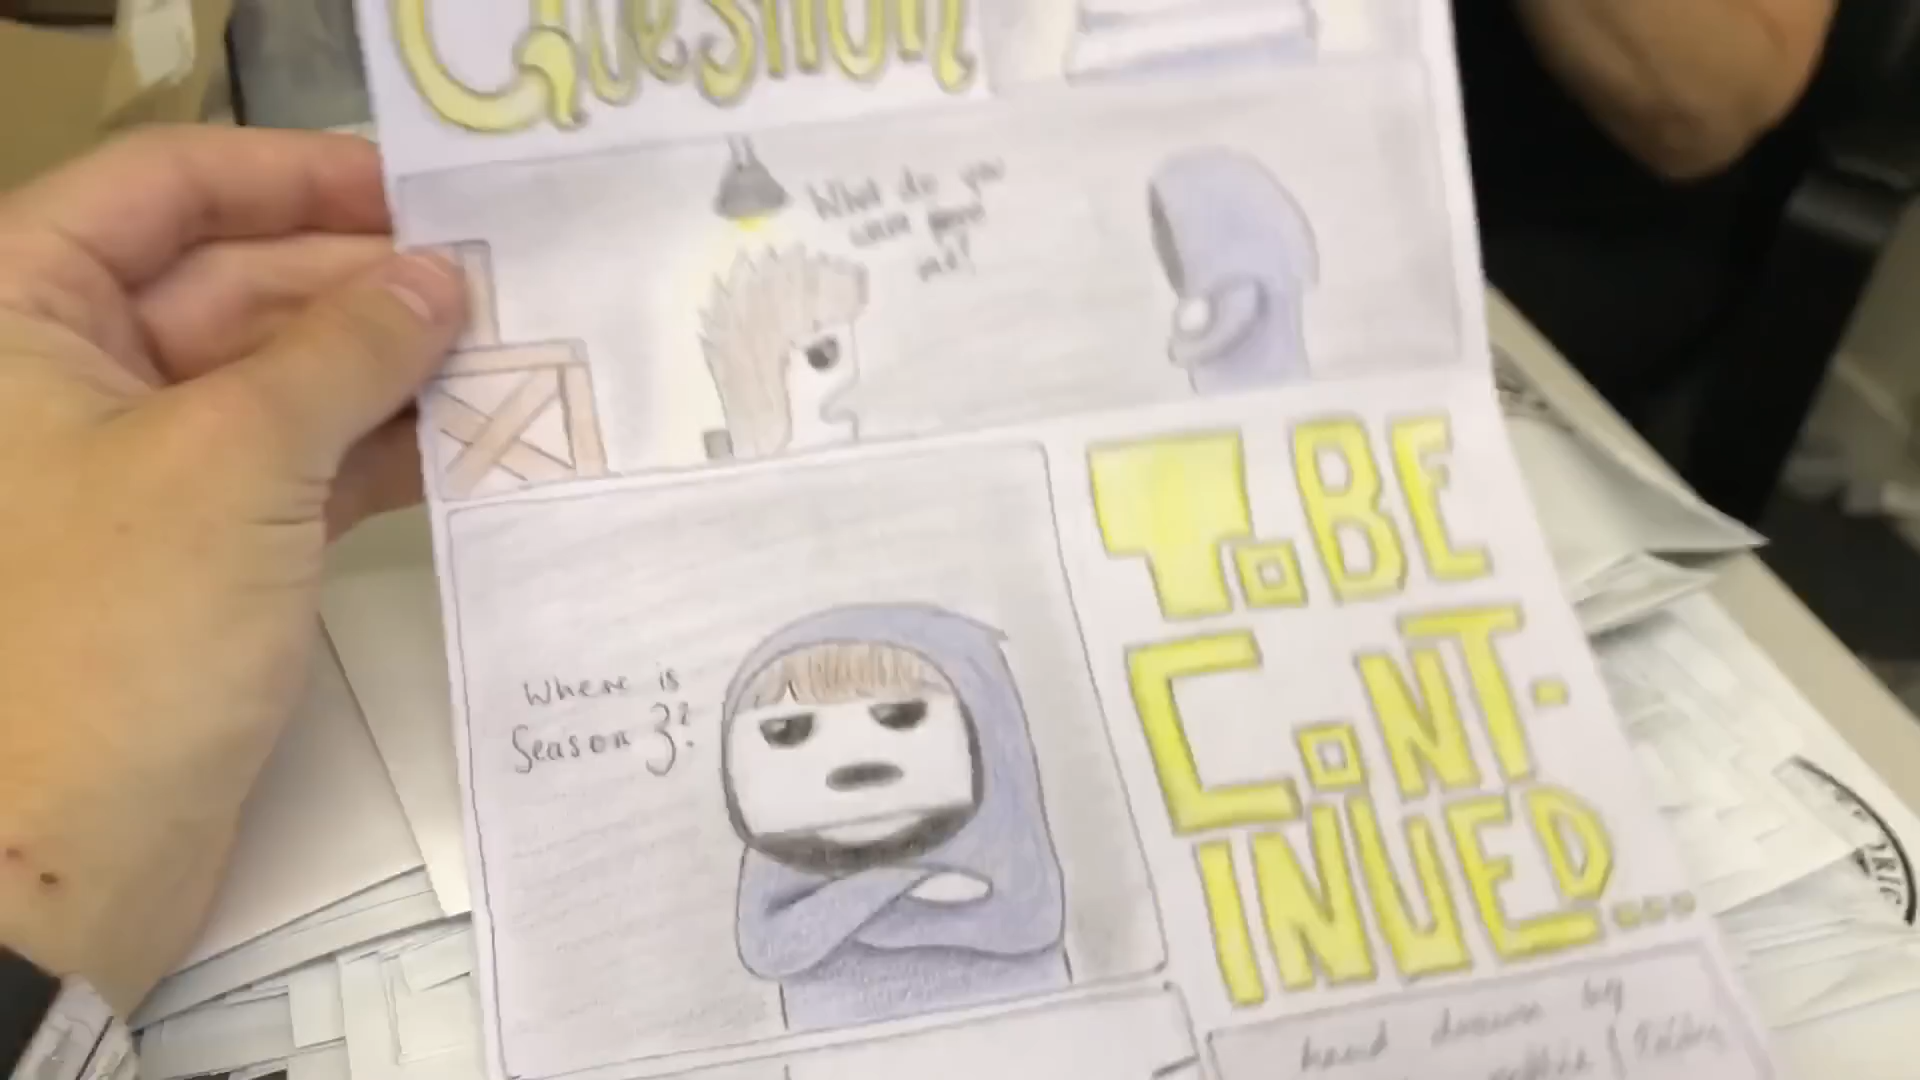 Question
What do you
want from
me?
Where is
Season 3?
TO BE
CONT-
INUED....
hand drawn by